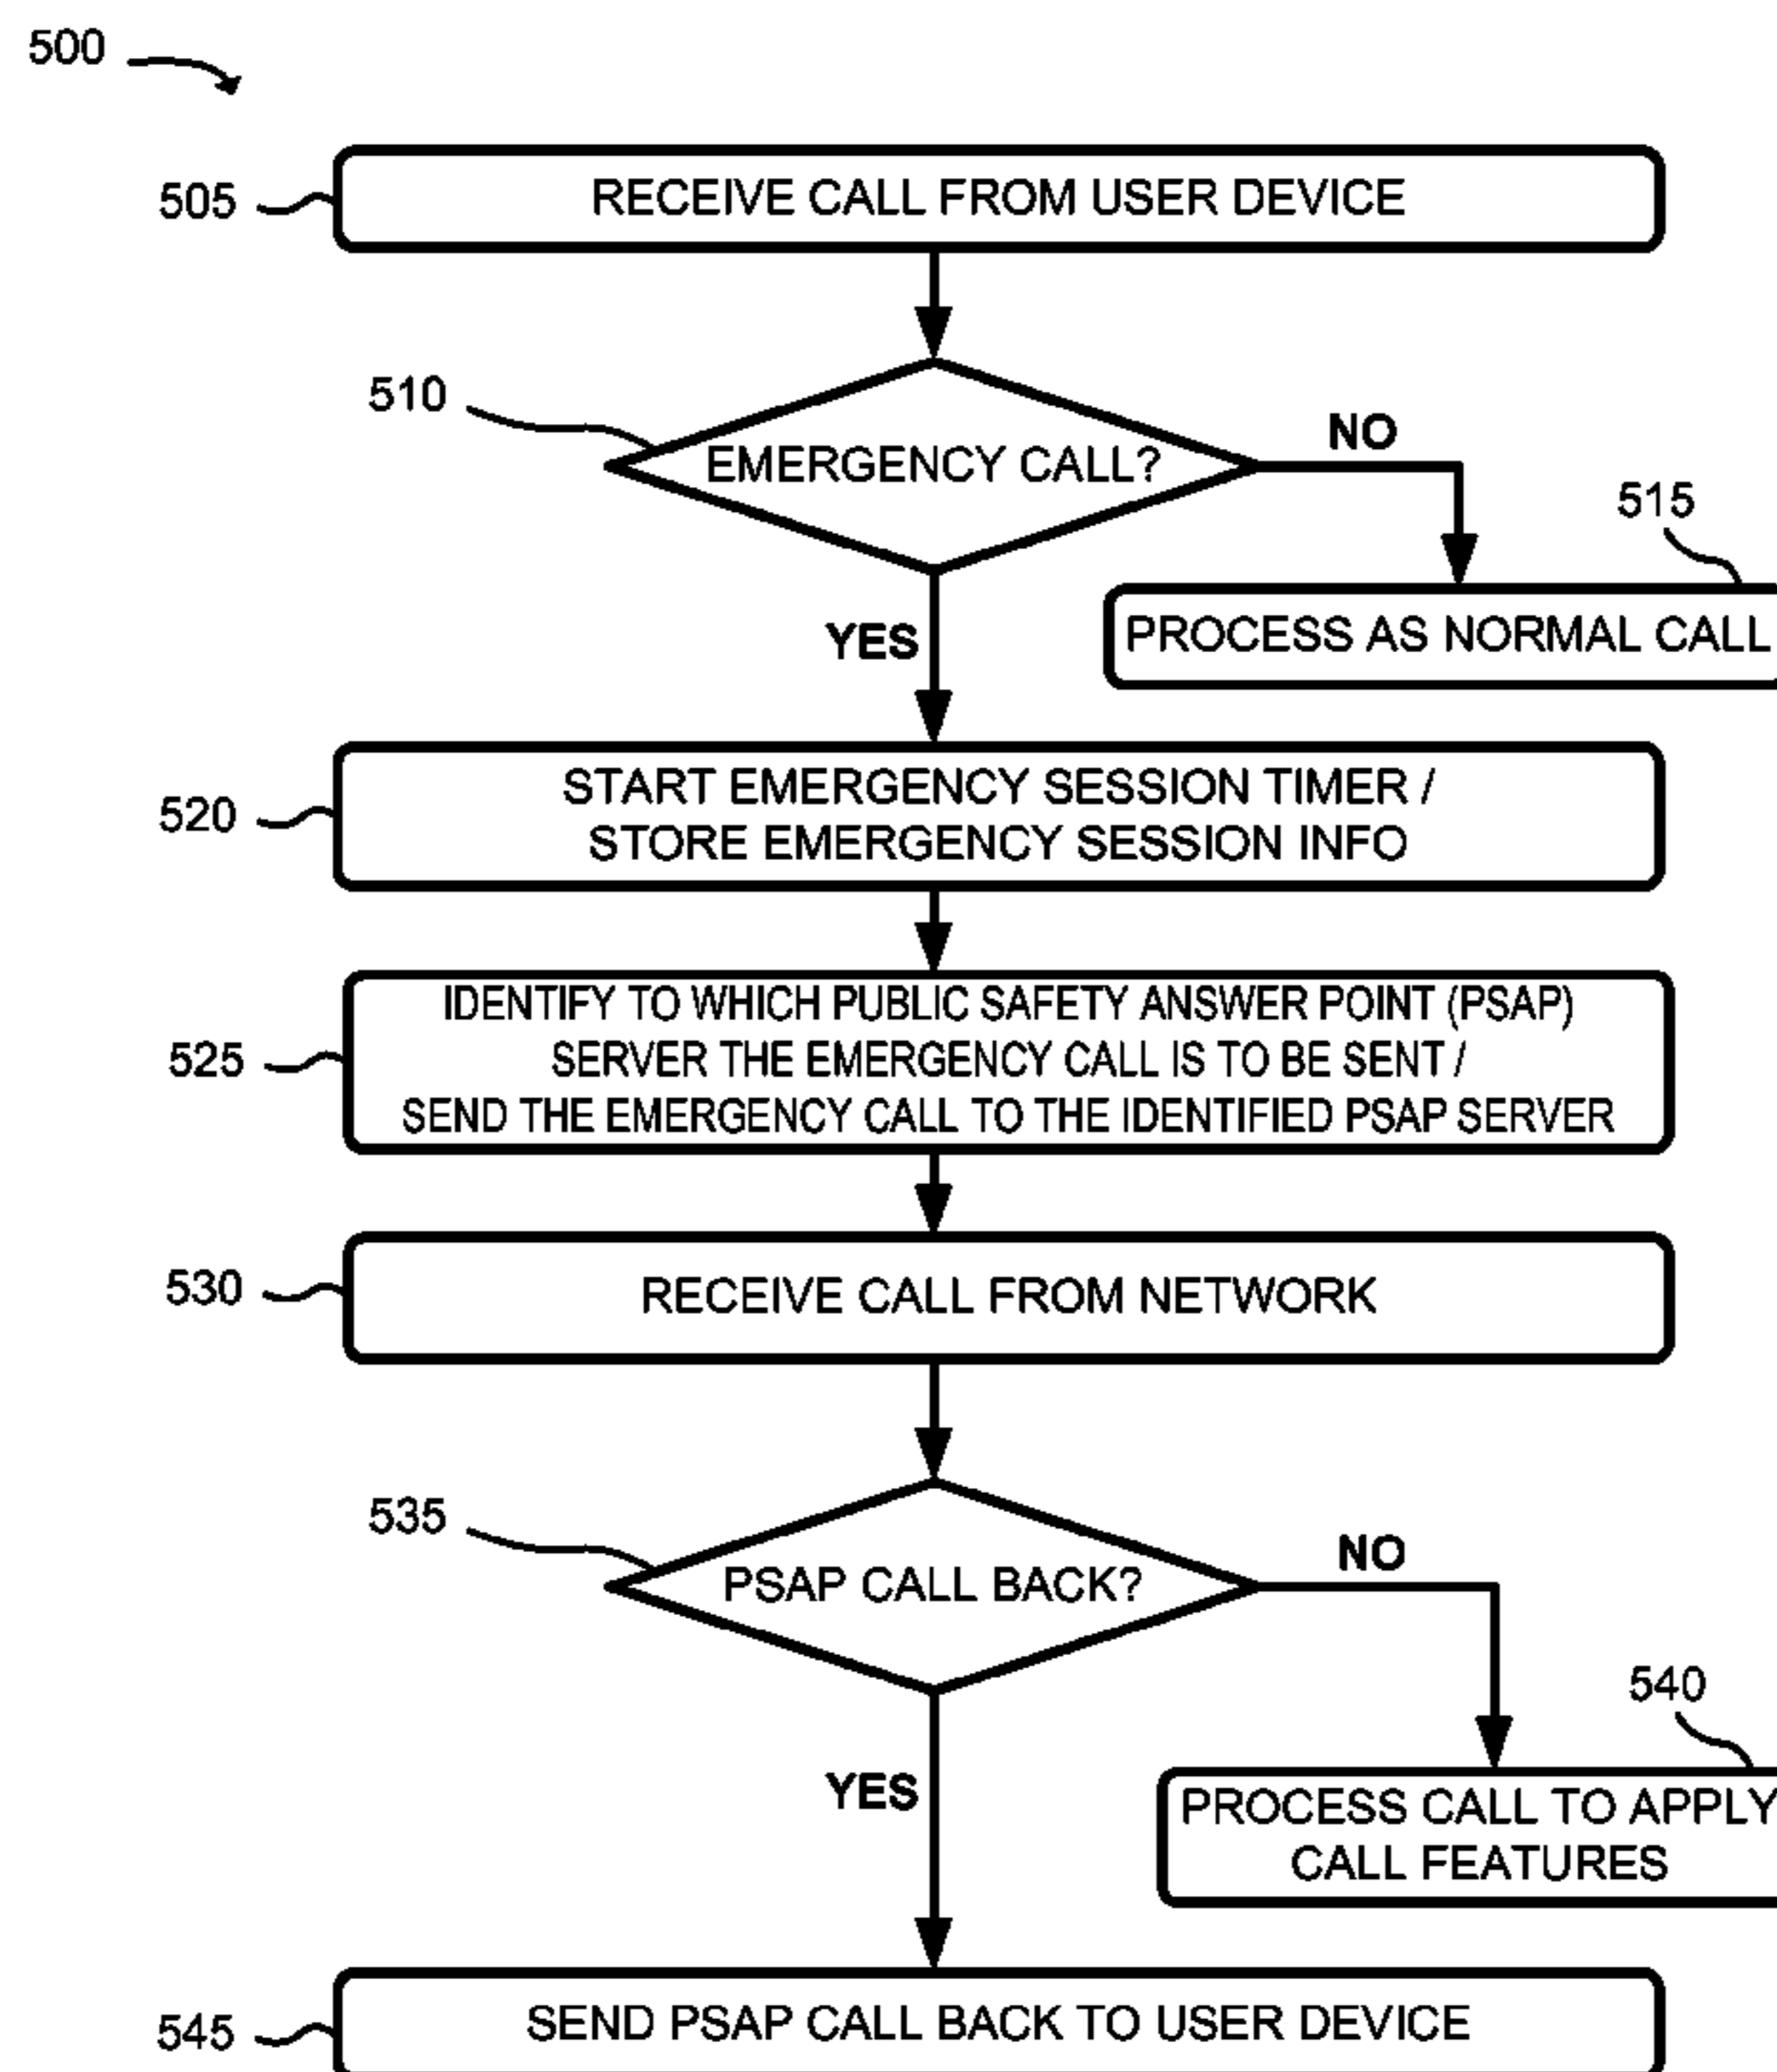 500
505
RECEIVE CALL FROM USER DEVICE
510
EMERGENCY CALL?
NO
515
PROCESS AS NORMAL CALL
YES
520
START EMERGENCY SESSION TIMER /
STORE EMERGENCY SESSION INFO
525
IDENTIFY TO WHICH PUBLIC SAFETY ANSWER POINT (PSAP)
SERVER THE EMERGENCY CALL IS TO BE SENT /
SEND THE EMERGENCY CALL TO THE IDENTIFIED PSAP SERVER
530
RECEIVE CALL FROM NETWORK
535
PSAP CALL BACK?
NO
540
PROCESS CALL TO APPLY
CALL FEATURES
YES
545
SEND PSAP CALL BACK TO USER DEVICE